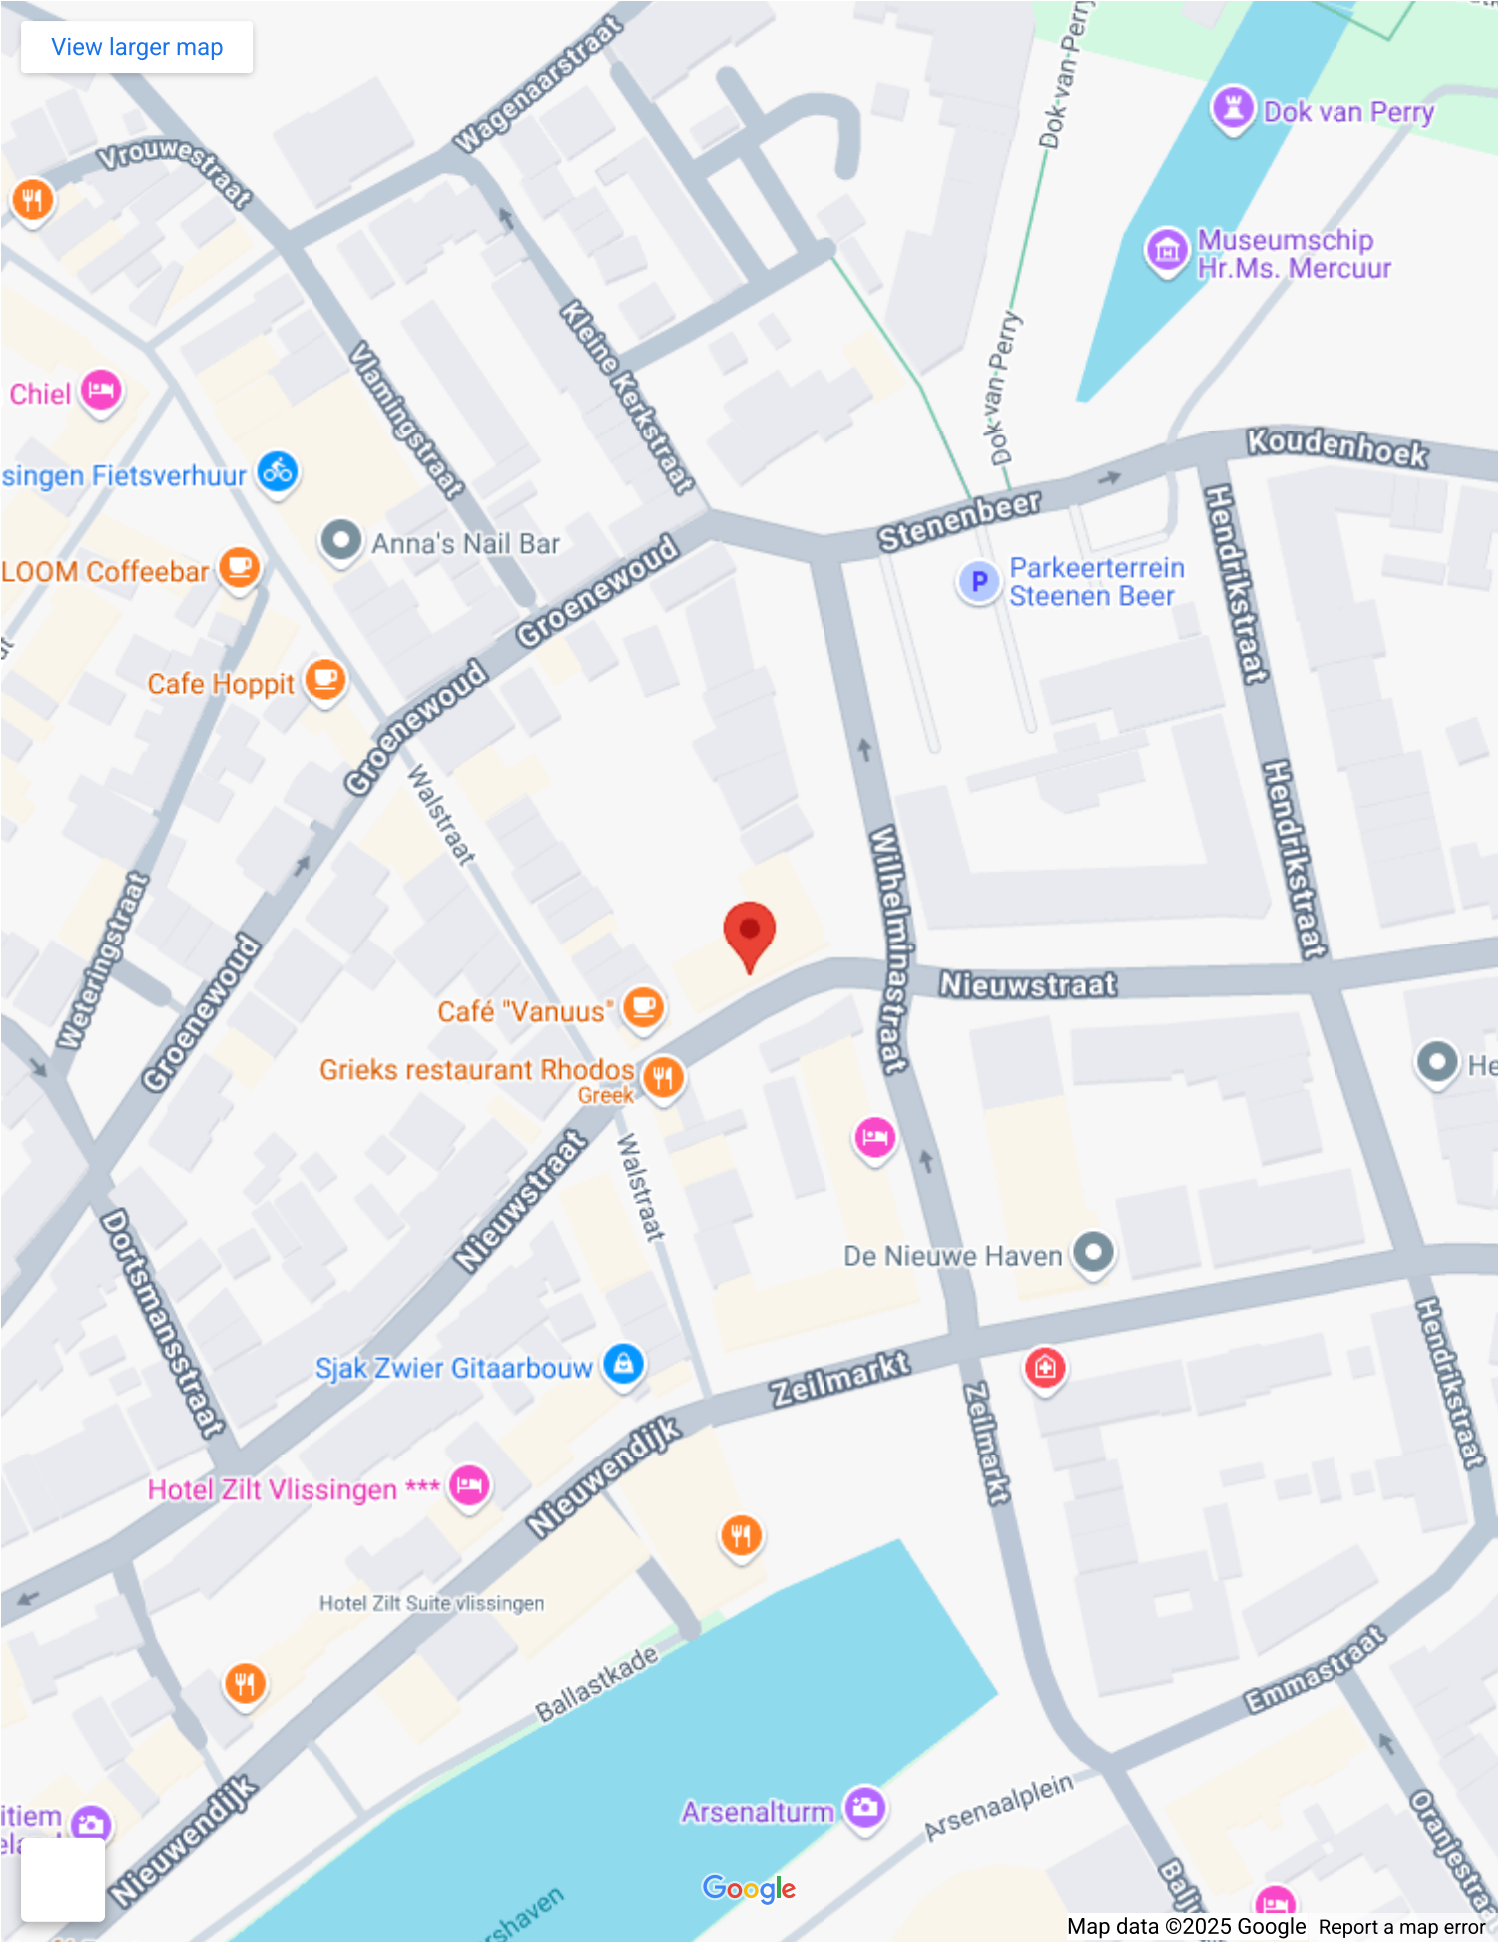 View larger map
Wagenaarstraat
Dok-van-Perry
Dok van Perry
Vrouwestraat
Museumschip
Hr.Ms. Mercuur
Kleine Kerkstraat
Dok-van-Perry
Vlamingstraat
Chiel
Koudenhoek
singen Fietsverhuur
Stenenbeer
Hendrikstraat
Anna's Nail Bar
LOOM Coffeebar
Groenewoud
P
Parkeerterrein
Steenen Beer
Cafe Hoppit
Groenewoud
Walstraat
Hendrikstraat
Wilhelminastraat
Weteringstraat
Groenewoud
Nieuwstraat
Café "Vanuus"
Grieks restaurant Rhodos
Greek
He
Nieuwstraat
Walstraat
Dortsmansstraat
De Nieuwe Haven
Sjak Zwier Gitaarbouw
Zeilmarkt
Hendrikstraat
Zeilmarkt
Nieuwendijk
Hotel Zilt Vlissingen ***
Hotel Zilt Suite vlissingen
Ballastkade
Emmastraat
Nieuwendijk
itiem
Arsenalturm
Arsenaalplein
Oranjestraa
Google
rshaven
Map data ©2025 Google
Report a map error